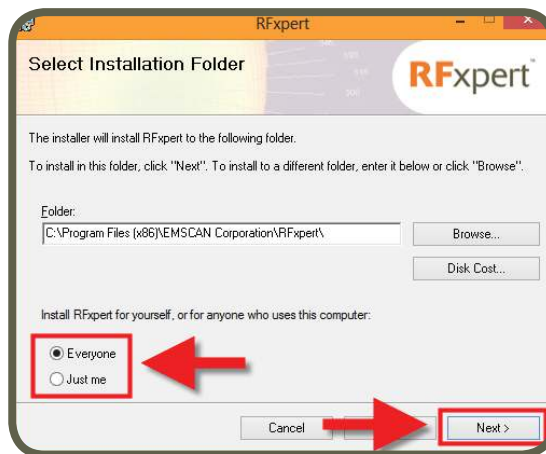 RFxpert
Select Installation Folder
RFxpert
The installer will install RFxpert to the following folder.
To install in this folder, click "Next". To install to a different folder, enter it below or click "Browse".
Folder:
C:\Program Files (x86)\EMSCAN Corporation\RFxpert\
Browse...
Disk Cost...
Install RFxpert for yourself, or for anyone who uses this computer:
Everyone
Just me
Cancel
Next >